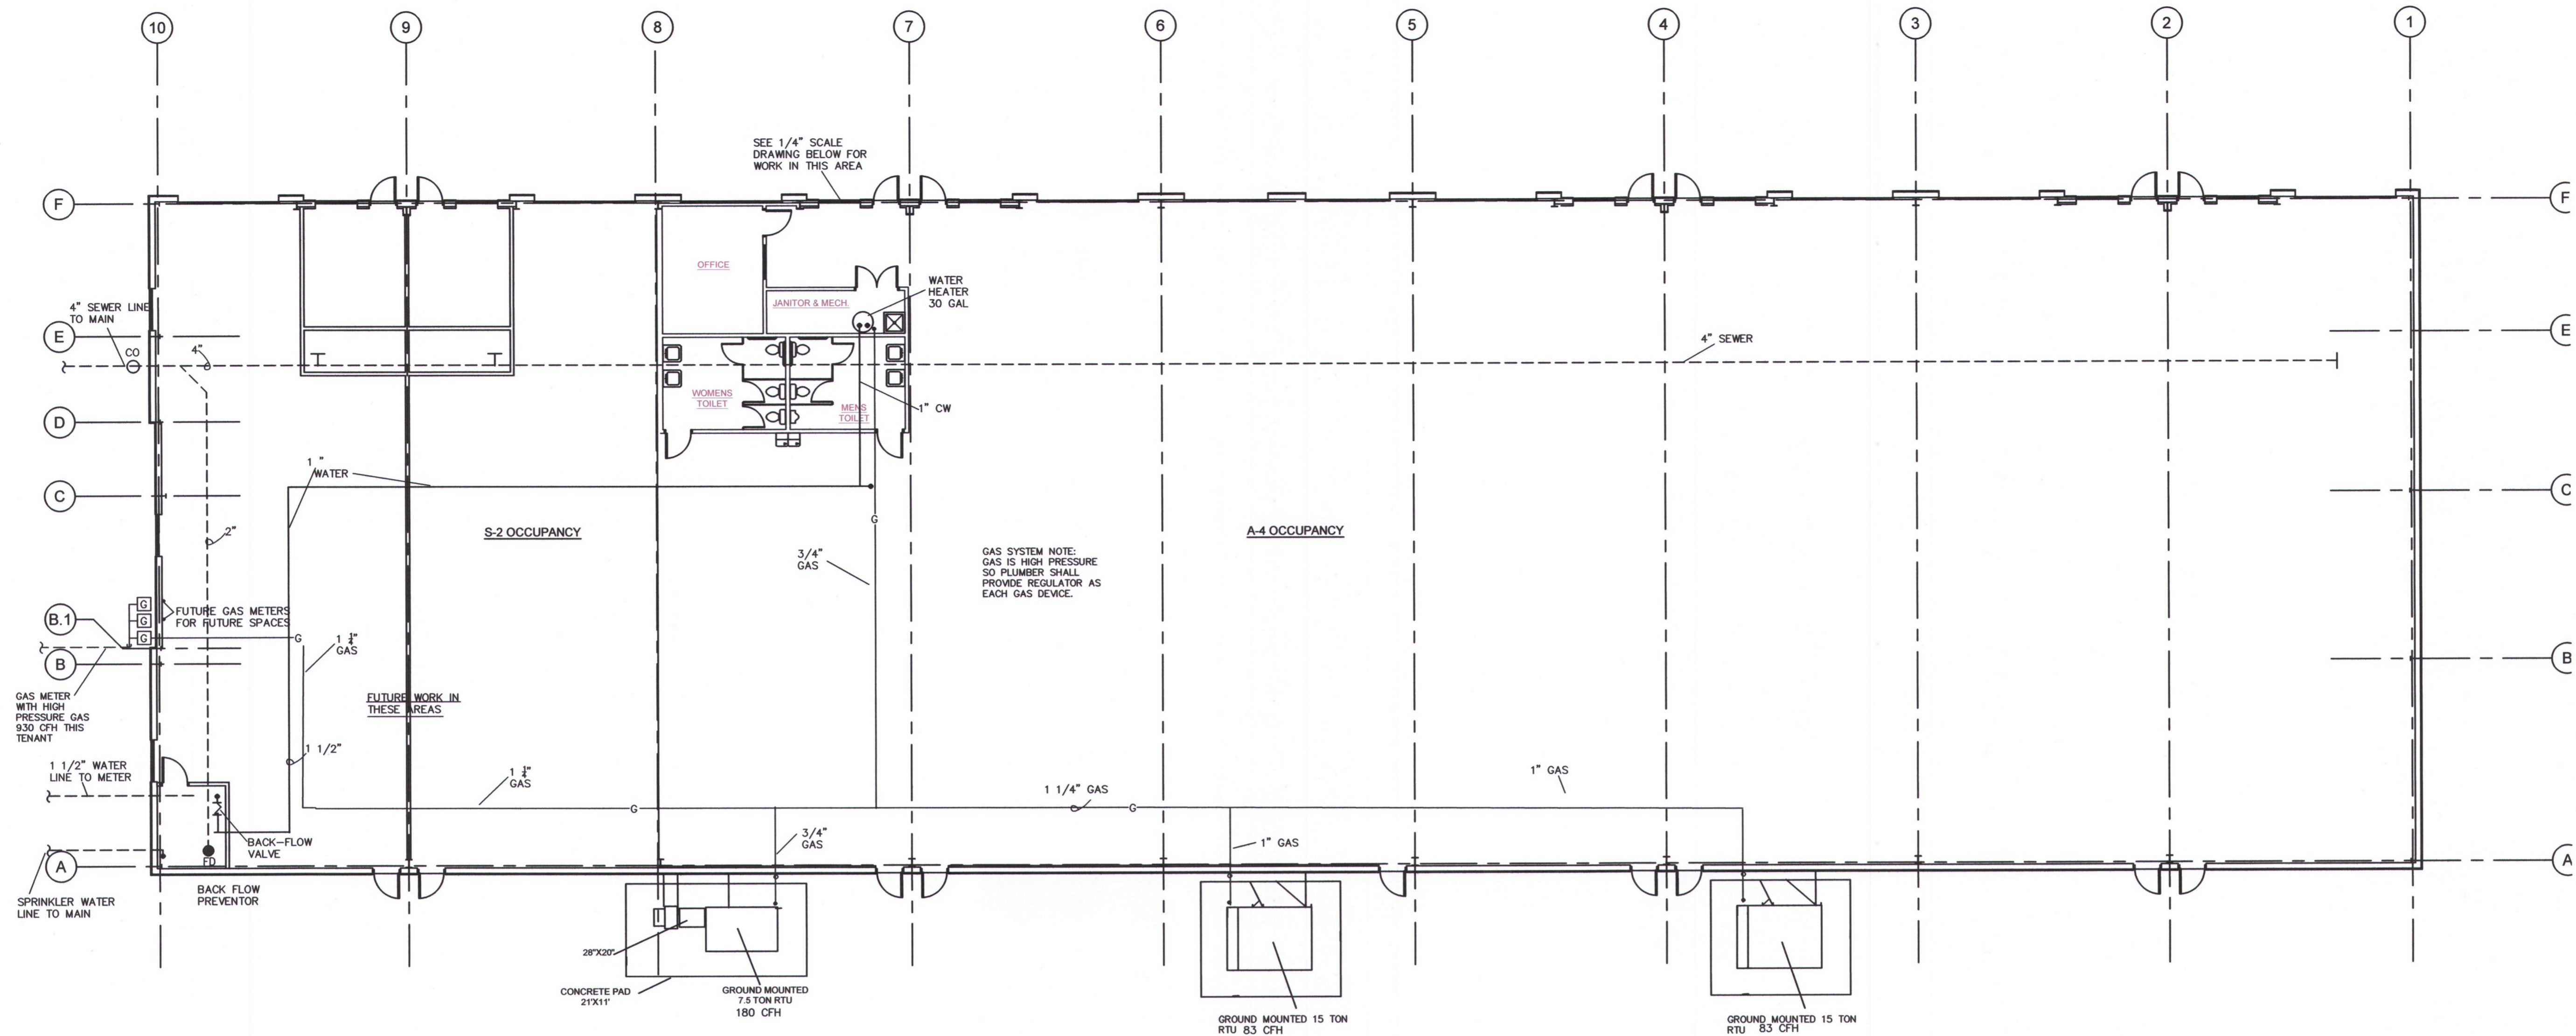 10
9
8
7
6
5
4
3
2
1
SEE 1/4" SCALE
DRAWING BELOW FOR
WORK IN THIS AREA
F
F
OFFICE
WATER
HEATER
30 GAL
JANITOR & MECH.
4" SEWER LINE
TO MAIN
E
E
CO
4"
4" SEWER
WOMENS
TOILET
MENS
TOILET
1" CW
D
1 "
WATER
C
C
G
2"
S-2 OCCUPANCY
A-4 OCCUPANCY
3/4"
GAS
GAS SYSTEM NOTE:
GAS IS HIGH PRESSURE
SO PLUMBER SHALL
PROVIDE REGULATOR AS
EACH GAS DEVICE.
G
G
G
FUTURE GAS METERS
FOR FUTURE SPACES
B.1
G
GAS
B
B
GAS METER
WITH HIGH
PRESSURE GAS
930 CFH THIS
TENANT
FUTURE WORK IN
THESE AREAS
1 1/2"
1 1/2" WATER
LINE TO METER
GAS
1 1/4" GAS
1" GAS
G
G
3/4"
GAS
1" GAS
BACK-FLOW
VALVE
FD
A
A
BACK FLOW
PREVENTOR
SPRINKLER WATER
LINE TO MAIN
28"X20"
CONCRETE PAD
21'X11'
GROUND MOUNTED
7.5 TON RTU
180 CFH
GROUND MOUNTED 15 TON
RTU 83 CFH
GROUND MOUNTED 15 TON
RTU 83 CFH